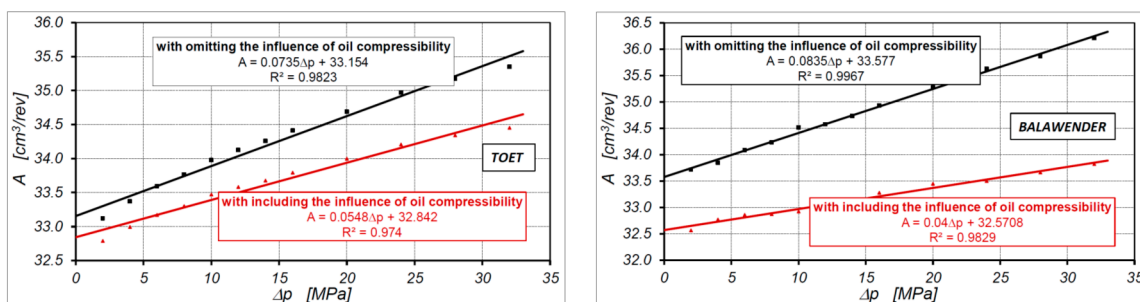 36.0
35.5
35.0
34.5
34.0
33.5
33.0
32.5
A [cm³/rev]
with omitting the influence of oil compressibility
A = 0.0735Δp + 33.154
R² = 0.9823
TOET
with including the influence of oil compressibility
A = 0.0548Δp + 32.842
R² = 0.974
0 5 10 15 20 25 30 35
Δp [MPa]
36.5
36.0
35.5
35.0
34.5
34.0
33.5
33.0
32.5
32.0
A [cm³/rev]
with omitting the influence of oil compressibility
A = 0.0835Δp + 33.577
R² = 0.9967
BALAWENDER
with including the influence of oil compressibility
A = 0.04Δp + 32.5708
R² = 0.9829
0 5 10 15 20 25 30 35
Δp [MPa]